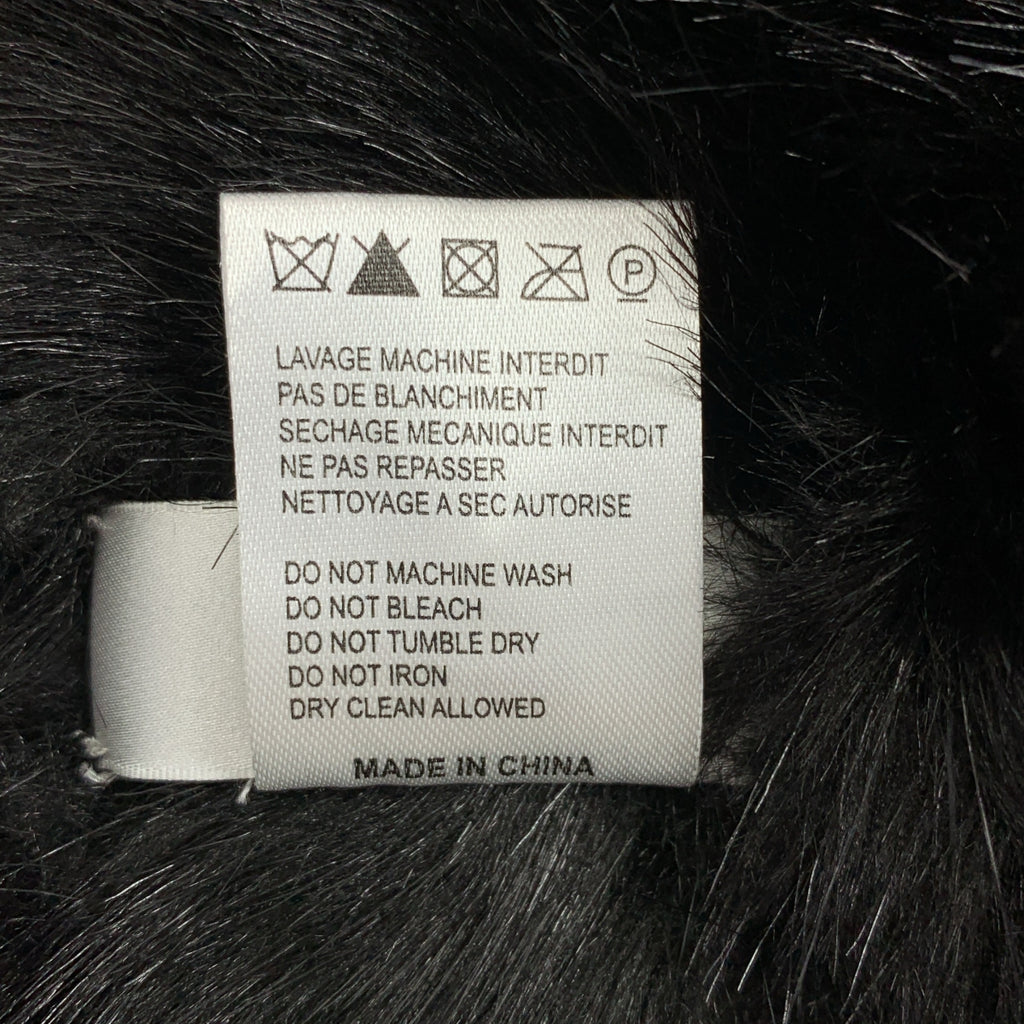 P
LAVAGE MACHINE INTERDIT
PAS DE BLANCHIMENT
SECHAGE MECANIQUE INTERDIT
NE PAS REPASSER
NETTOYAGE A SEC AUTORISE
DO NOT MACHINE WASH
DO NOT BLEACH
DO NOT TUMBLE DRY
DO NOT IRON
DRY CLEAN ALLOWED
MADE IN CHINA